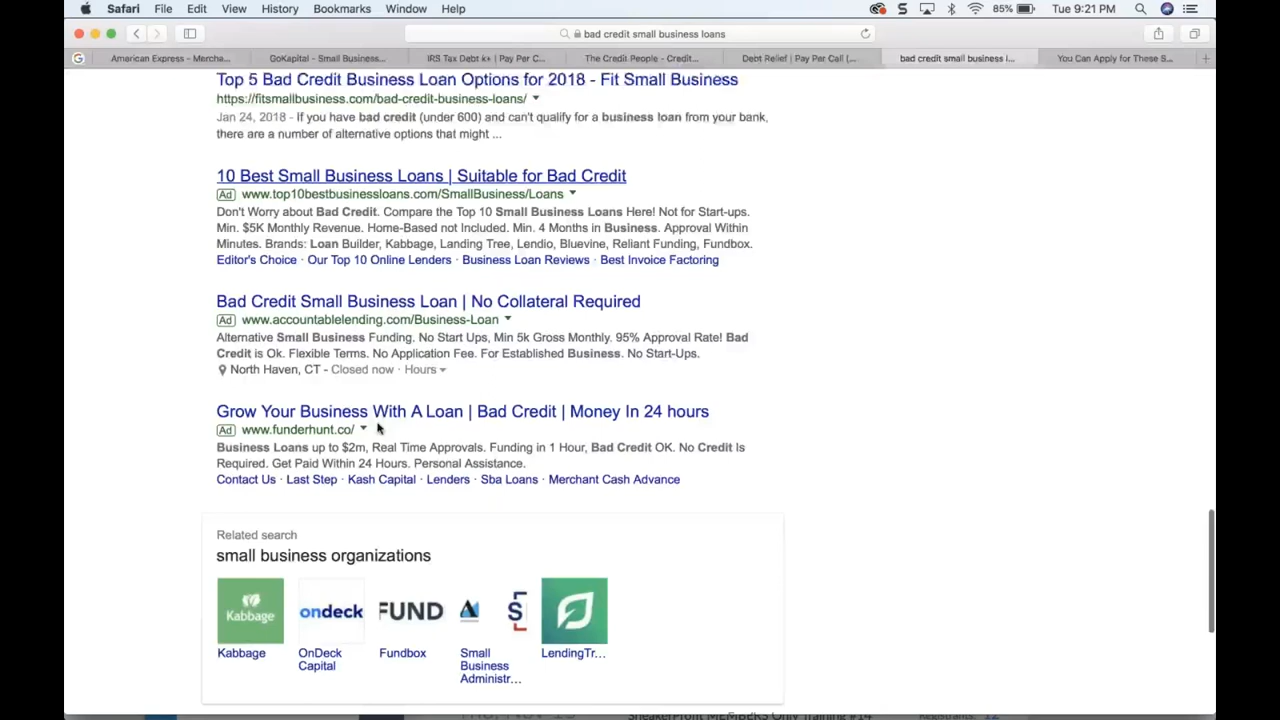 Safari File Edit View History Bookmarks Window Help 85% Tue 9:21 PM
bad credit small business loans
American Express - Mercha... GoKapital - Small Business... IRS Tax Debt k+ | Pay Per C... The Credit People - Credit... Debt Relief | Pay Per Call (... bad credit small business l... You Can Apply for These S...
Top 5 Bad Credit Business Loan Options for 2018 - Fit Small Business
https://fitsmallbusiness.com/bad-credit-business-loans/
Jan 24, 2018 - If you have bad credit (under 600) and can't qualify for a business loan from your bank,
there are a number of alternative options that might ...
10 Best Small Business Loans | Suitable for Bad Credit
Ad www.top10bestbusinessloans.com/SmallBusiness/Loans
Don't Worry about Bad Credit. Compare the Top 10 Small Business Loans Here! Not for Start-ups.
Min. $5K Monthly Revenue. Home-Based not Included. Min. 4 Months in Business. Approval Within
Minutes. Brands: Loan Builder, Kabbage, Landing Tree, Lendio, Bluevine, Reliant Funding, Fundbox.
Editor's Choice · Our Top 10 Online Lenders · Business Loan Reviews · Best Invoice Factoring
Bad Credit Small Business Loan | No Collateral Required
Ad www.accountablelending.com/Business-Loan
Alternative Small Business Funding. No Start Ups, Min 5k Gross Monthly. 95% Approval Rate! Bad
Credit is Ok. Flexible Terms. No Application Fee. For Established Business. No Start-Ups.
North Haven, CT - Closed now · Hours
Grow Your Business With A Loan | Bad Credit | Money In 24 hours
Ad www.funderhunt.co/
Business Loans up to $2m, Real Time Approvals. Funding in 1 Hour, Bad Credit OK. No Credit Is
Required. Get Paid Within 24 Hours. Personal Assistance.
Contact Us · Last Step · Kash Capital · Lenders · Sba Loans · Merchant Cash Advance
Related search
small business organizations
Kabbage ondeck FUND S
Kabbage OnDeck Fundbox Small LendingTr...
Capital Business
Administr...